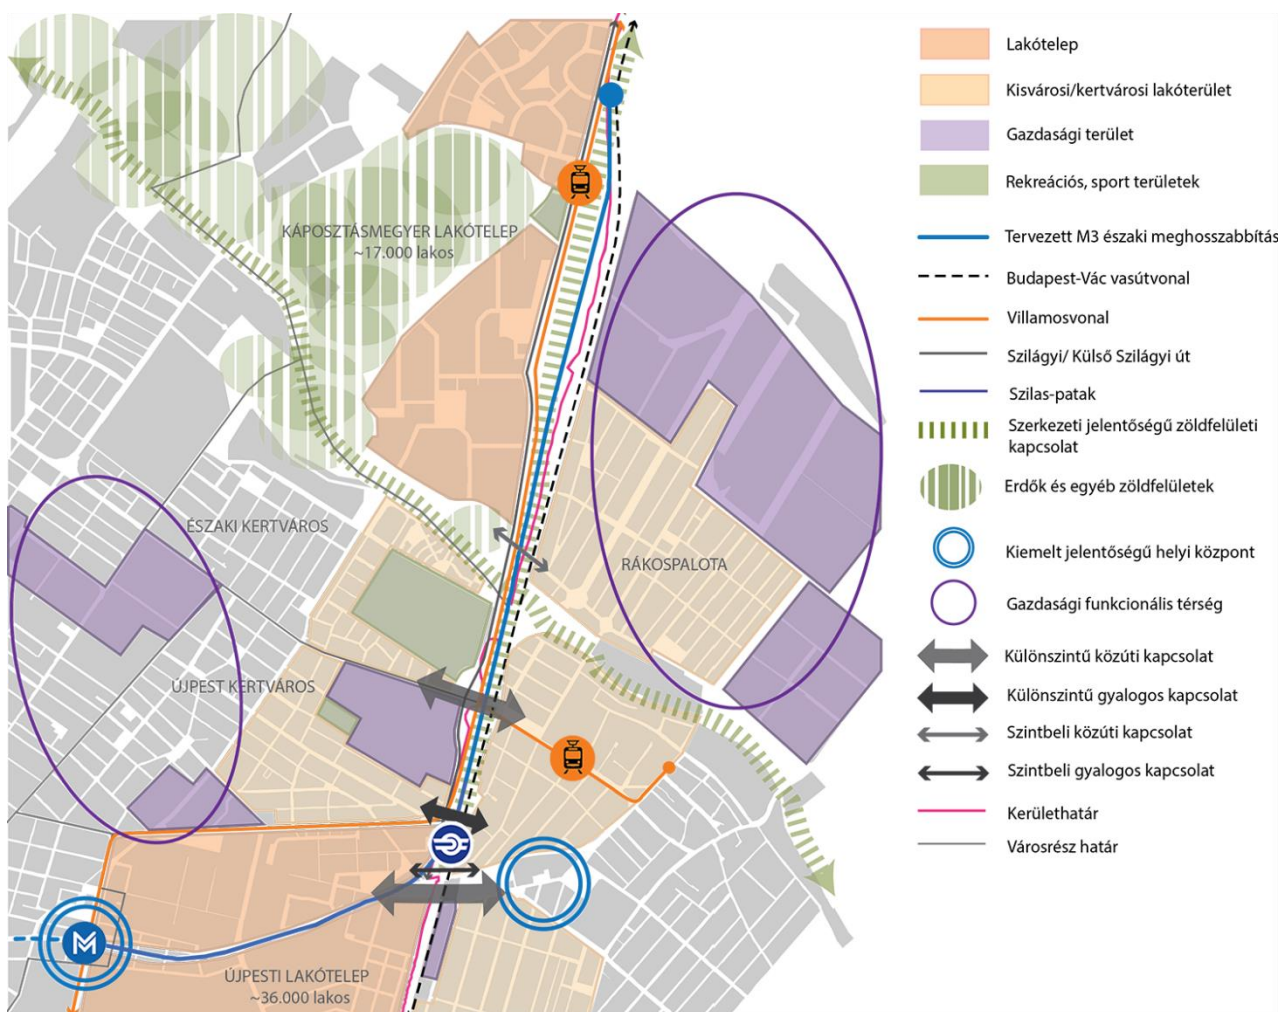 KÁPOSZTÁSMEGYER LAKÓTELEP
~17.000 lakos
ÉSZAKI KERTVÁROS
RÁKOSPALOTA
ÚJPEST KERTVÁROS
M
ÚJPESTI LAKÓTELEP
~36.000 lakos
Lakótelep
Kisvárosi/kertvárosi lakóterület
Gazdasági terület
Rekreációs, sport területek
Tervezett M3 északi meghosszabbítás
Budapest-Vác vasútvonal
Villamosvonal
Szilágyi/ Külső Szilágyi út
Szilas-patak
Szerkezeti jelentőségű zöldfelületi
kapcsolat
Erdők és egyéb zöldfelületek
Kiemelt jelentőségű helyi központ
Gazdasági funkcionális térség
Különszintű közúti kapcsolat
Különszintű gyalogos kapcsolat
Szintbeli közúti kapcsolat
Szintbeli gyalogos kapcsolat
Kerülethatár
Városrész határ